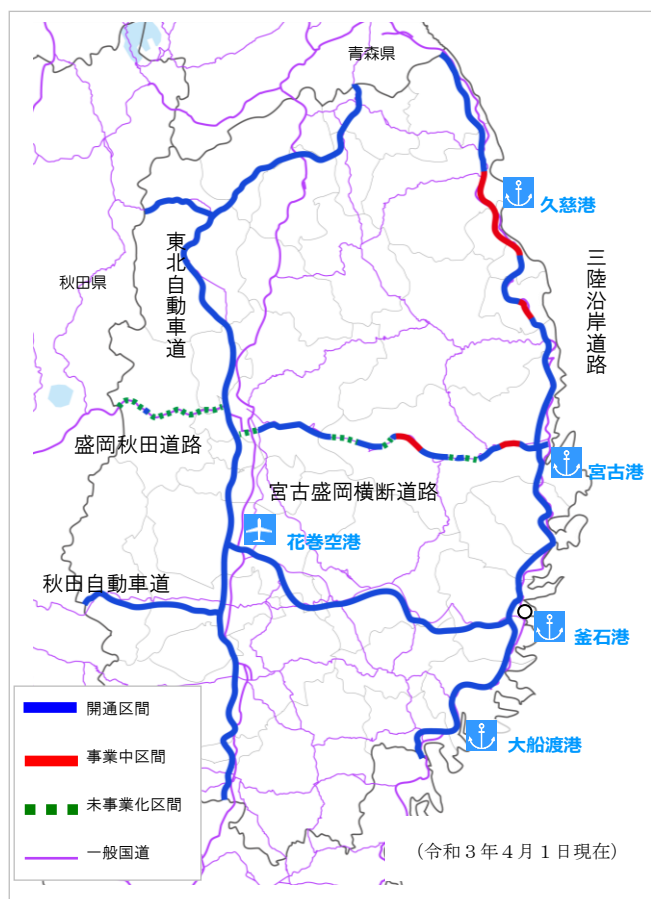 青森県
久慈港
三陸沿岸道路
東北自動車道
秋田県
盛岡秋田道路
宮古港
宮古盛岡横断道路
花巻空港
秋田自動車道
釜石港
開通区間
大船渡港
事業中区間
未事業化区間
一般国道
（令和３年４月１日現在）